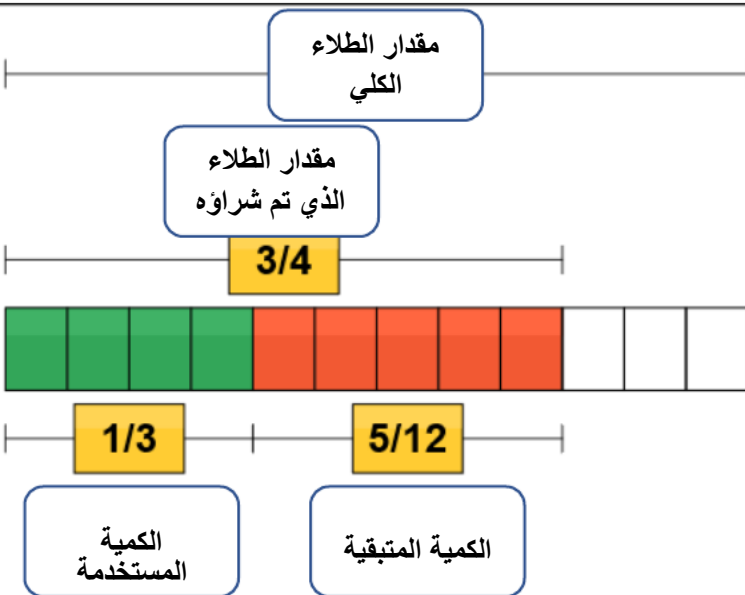 مقدار الطلاء
الكلي
مقدار الطلاء
الذي تم شراؤه
3/4
1/3
5/12
الكمية
المستخدمة
الكمية المتبقية